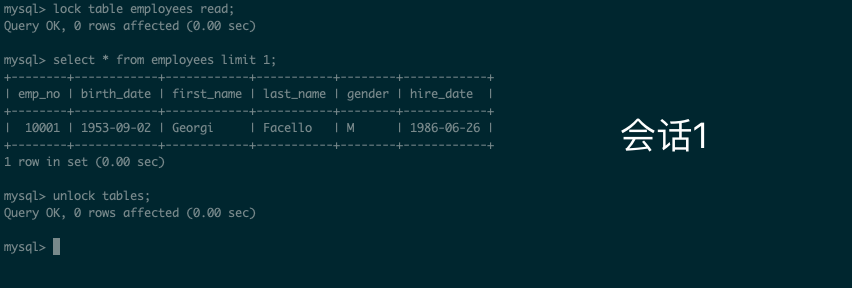 mysql> lock table employees read;
Query OK, 0 rows affected (0.00 sec)
mysql> select * from employees limit 1;
+--------+------------+------------+-----------+--------+------------+
| emp_no | birth_date | first_name | last_name | gender | hire_date  |
+--------+------------+------------+-----------+--------+------------+
|  10001 | 1953-09-02 | Georgi     | Facello   | M      | 1986-06-26 |
+--------+------------+------------+-----------+--------+------------+
1 row in set (0.00 sec)
会话1
mysql> unlock tables;
Query OK, 0 rows affected (0.00 sec)
mysql>